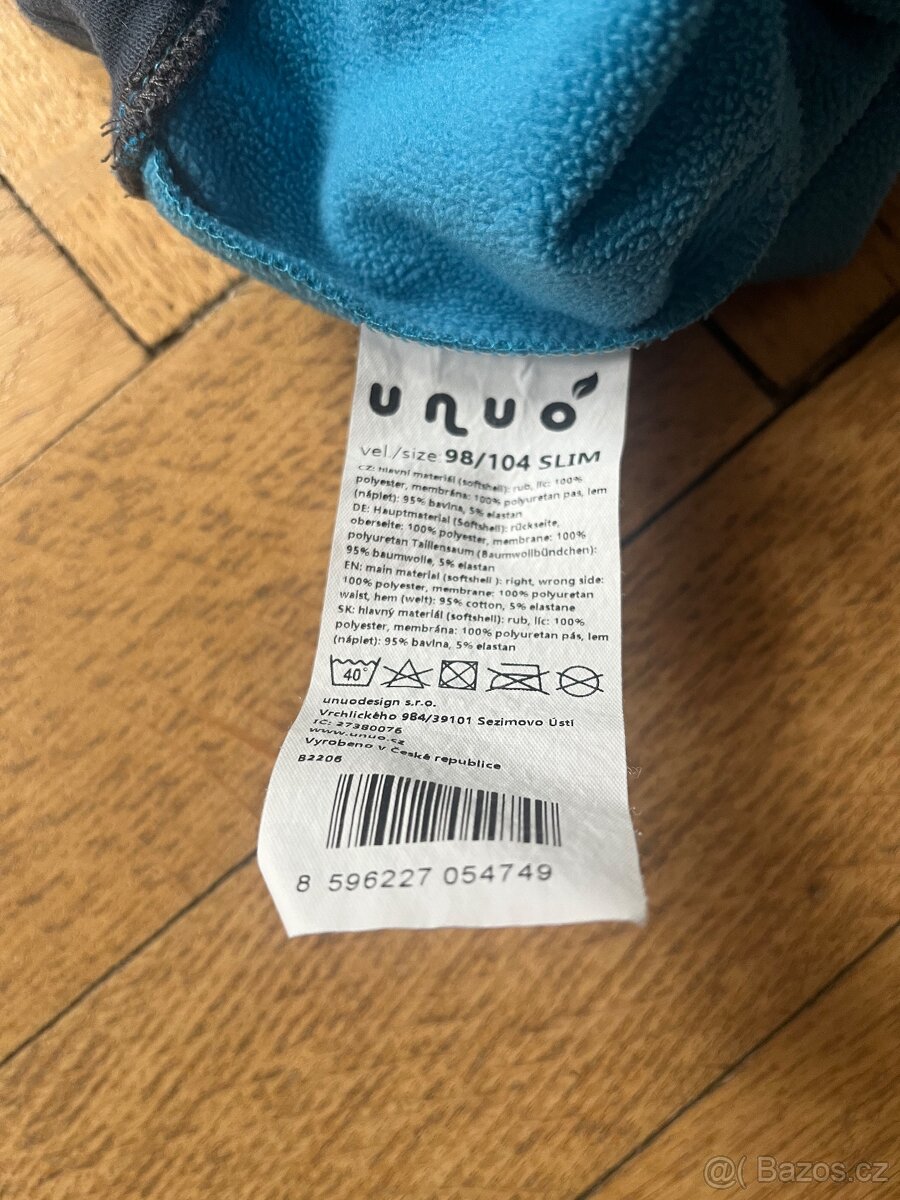 unuo
vel./size 98/104 SLIM
CZ: hlavní materiál (softshell): rub, líc: 100%
polyester, membrána: 100% polyuretan pas, lem
(náplet): 95% bavlna, 5% elastan
DE: Hauptmaterial (Softshell): rückseite,
oberseite: 100% polyester, membrane: 100%
polyuretan Taillensaum (Baumwollbündchen):
95% baumwolle, 5% elastan
EN: main material (softshell ): right, wrong side:
100% polyester, membrane: 100% polyuretan
waist, hem (welt): 95% cotton, 5% elastane
SK: hlavný materiál (softshell): rub, líc: 100%
polyester, membrána: 100% polyuretan pás, lem
(náplet): 95% bavlna, 5% elastan
40°
unuodesign s.r.o.
Vrchlického 984/39101 Sezimovo Ústí
IČ: 27380076
www.unuo.cz
Vyrobeno v České republice
B2206
8 596227 054749
@( Bazos.cz